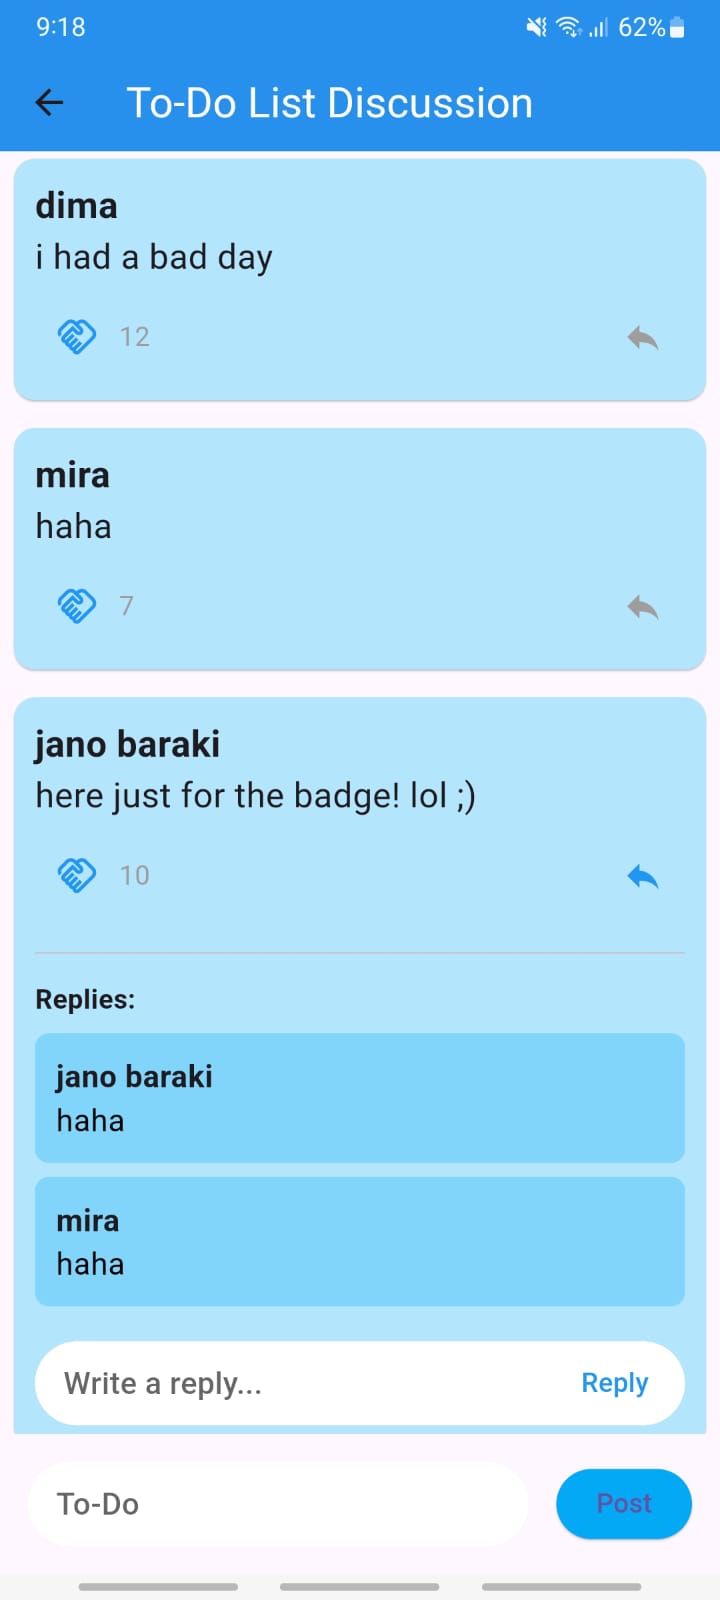 9:18 62%
To-Do List Discussion
dima
i had a bad day
12
mira
haha
7
jano baraki
here just for the badge! lol ;)
10
Replies:
jano baraki
haha
mira
haha
Write a reply... Reply
To-Do Post